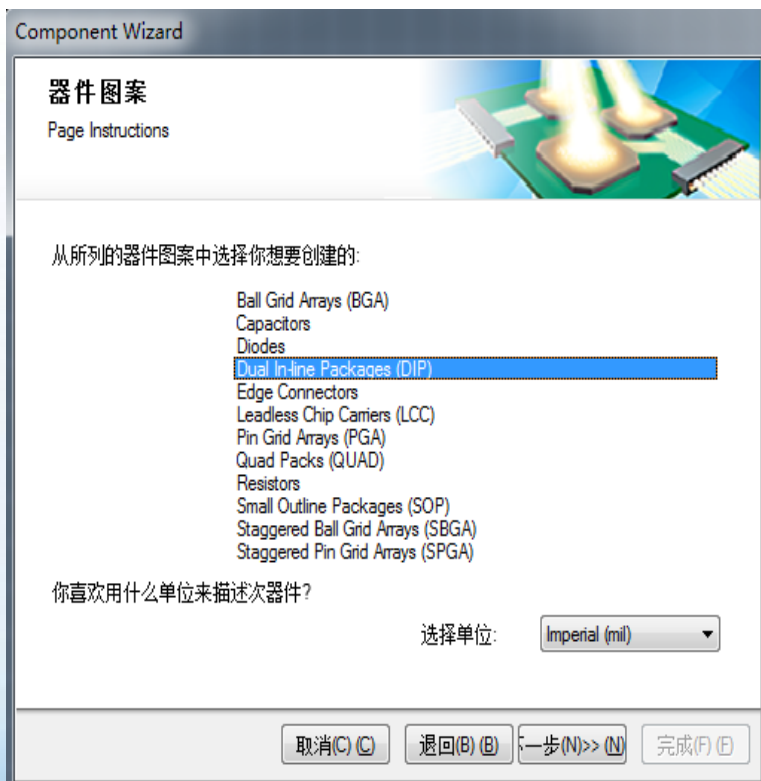 Component Wizard
器件图案
Page Instructions
从所列的器件图案中选择你想要创建的:
Ball Grid Arrays (BGA)
Capacitors
Diodes
Dual In-line Packages (DIP)
Edge Connectors
Leadless Chip Carriers (LCC)
Pin Grid Arrays (PGA)
Quad Packs (QUAD)
Resistors
Small Outline Packages (SOP)
Staggered Ball Grid Arrays (SBGA)
Staggered Pin Grid Arrays (SPGA)
你喜欢用什么单位来描述次器件?
选择单位: Imperial (mil)
取消(C) (C) 退回(B) (B) 一步(N)>> (N) 完成(F) (F)